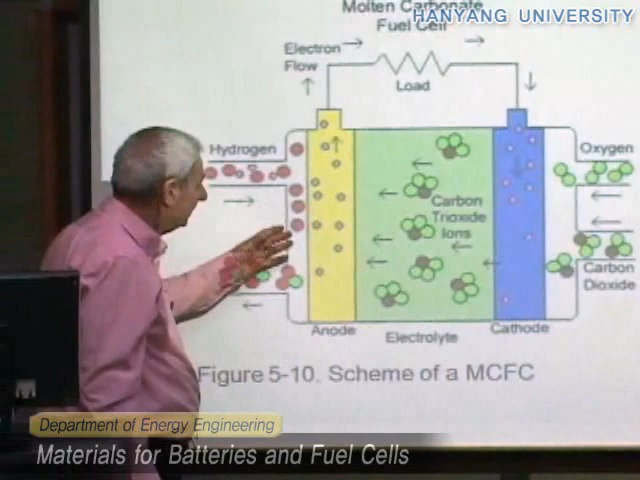 HANYANG UNIVERSITY
Molten Carbonate
Fuel Cell
Electron
Flow
Load
Hydrogen
Oxygen
Carbon
Trioxide
Ions
Carbon
Dioxide
Anode
Electrolyte
Cathode
Figure 5-10. Scheme of a MCFC
Department of Energy Engineering
Materials for Batteries and Fuel Cells